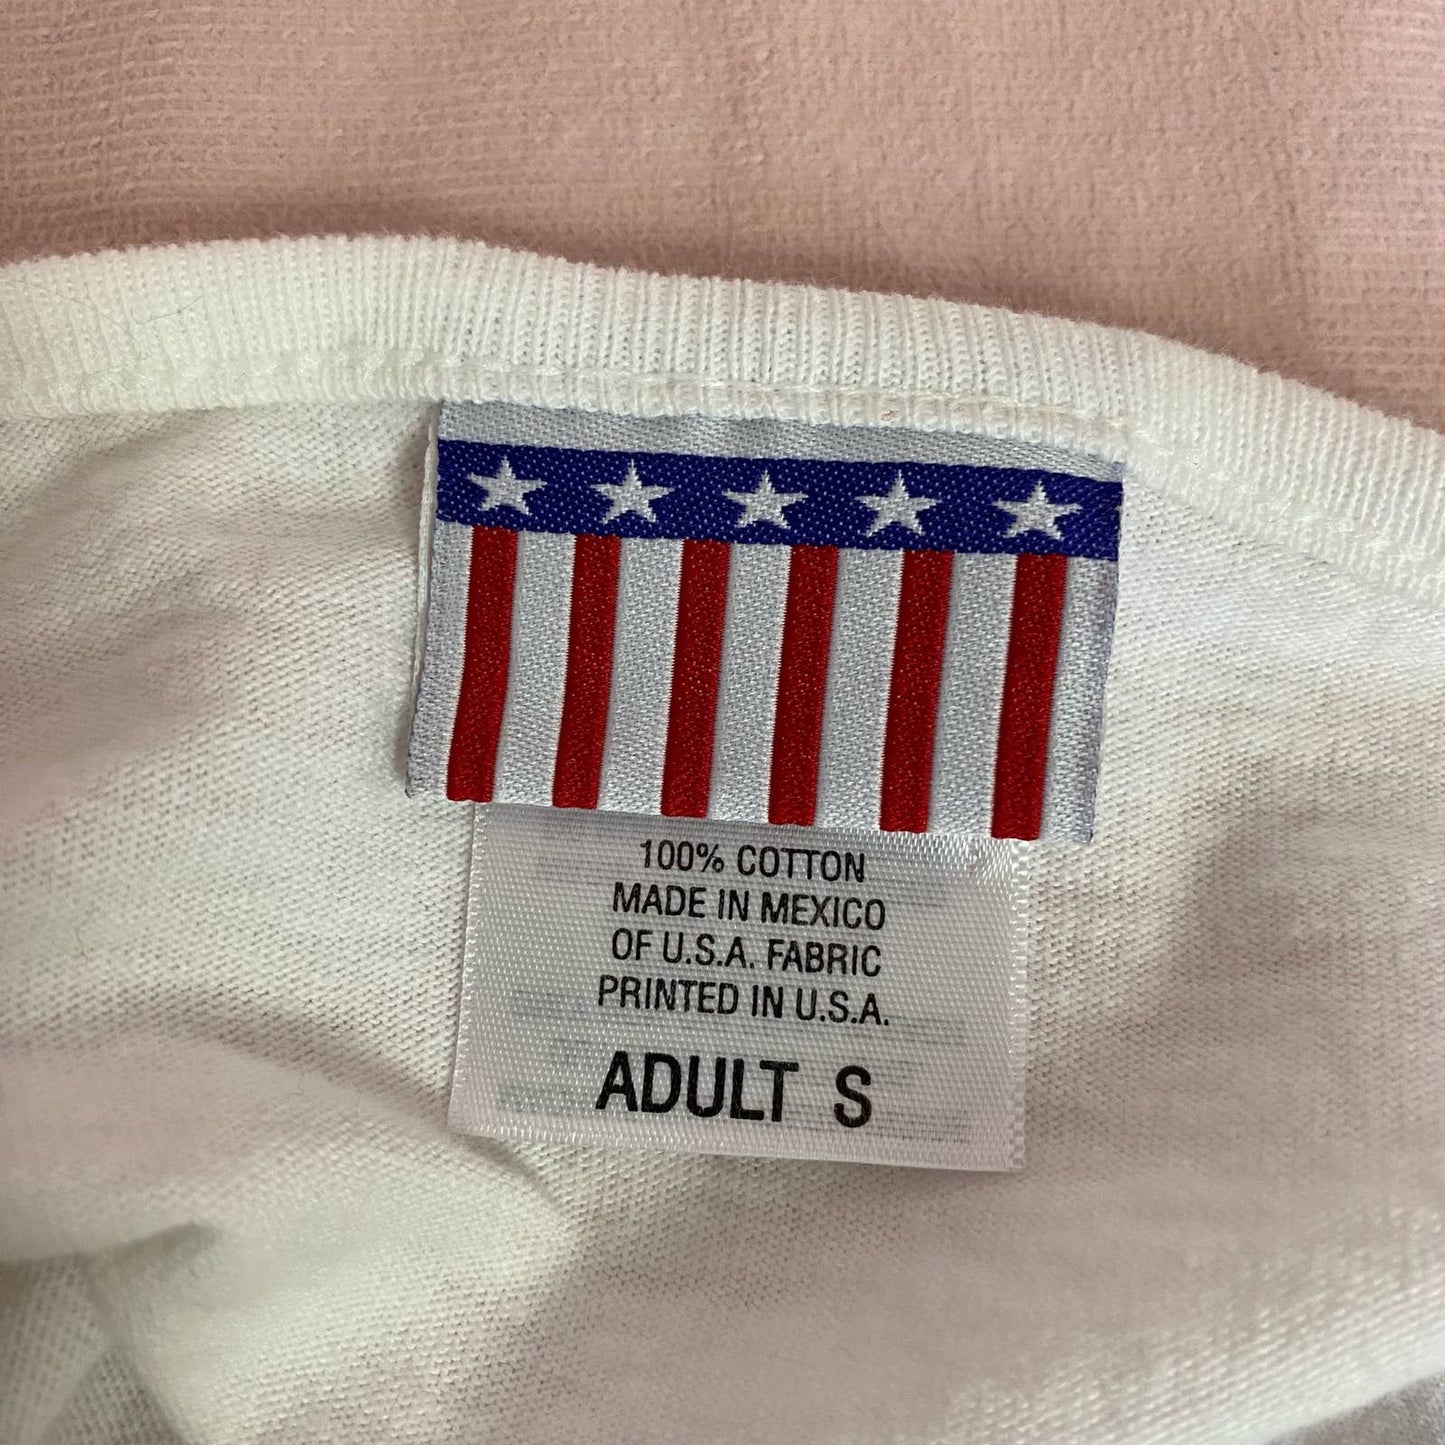 100% COTTON
MADE IN MEXICO
OF U.S.A. FABRIC
PRINTED IN U.S.A.
ADULT S